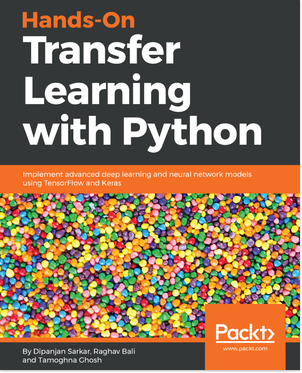 Hands-On
Transfer
Learning
with Python
Implement advanced deep learning and neural network models
using TensorFlow and Keras
Packt>
www.packt.com
By Dipanjan Sarkar, Raghav Bali
and Tamoghna Ghosh